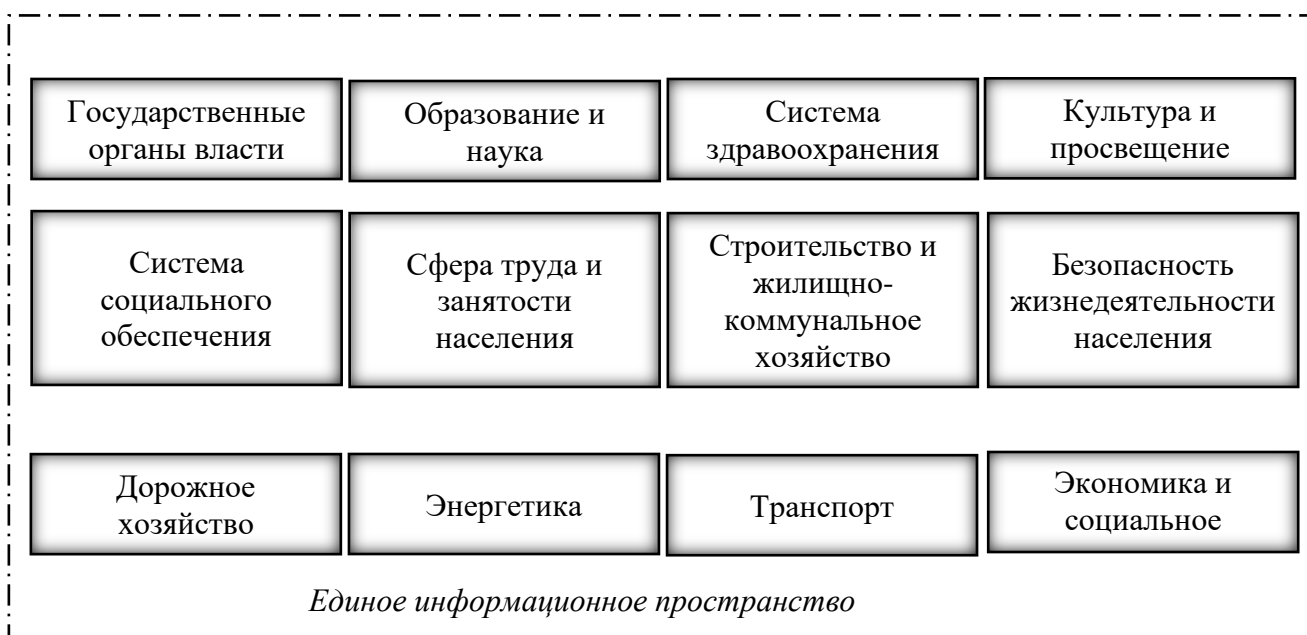 Государственные
органы власти
Образование и
наука
Система
здравоохранения
Культура и
просвещение
Система
социального
обеспечения
Сфера труда и
занятости
населения
Строительство и
жилищно-
коммунальное
хозяйство
Безопасность
жизнедеятельности
населения
Дорожное
хозяйство
Энергетика
Транспорт
Экономика и
социальное
Единое информационное пространство